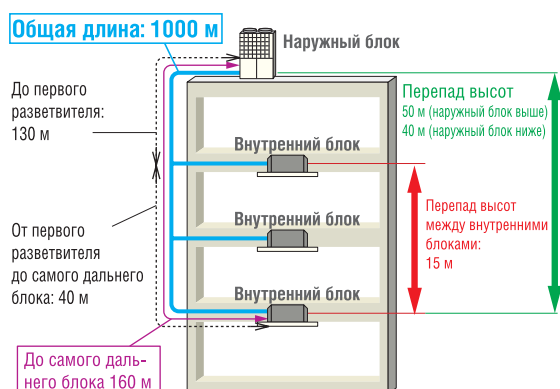 Общая длина: 1000 м
Наружный блок
До первого
разветвителя:
130 м
Перепад высот
50 м (наружный блок выше)
40 м (наружный блок ниже)
Внутренний блок
От первого
разветвителя
до самого дальнего
блока: 40 м
Внутренний блок
Перепад высот
между внутренними
блоками:
15 м
Внутренний блок
До самого даль-
него блока 160 м